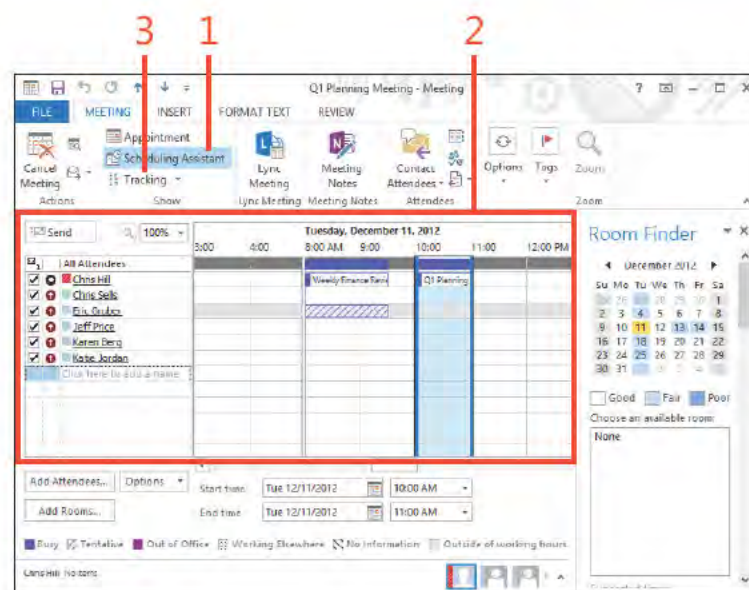 3 1 2
Q1 Planning Meeting - Meeting
FILE MEETING INSERT FORMAT TEXT REVIEW
Appointment
Scheduling Assistant
Tracking
Cancel Meeting
Lync Meeting
Meeting Notes
Contact Attendees
Options
Tags
Zoom
Actions Show Lync Meeting Meeting Notes Attendees Zoom
Send 100%
Tuesday, December 11, 2012
3:00 4:00 8:00 AM 9:00 10:00 11:00 12:00 PM
All Attendees
Chris Hill
Weekly Finance
Q1 Planning
Chris Sells
Eric Gruber
Jeff Price
Karen Berg
Katie Jordan
Click here to add a name
Add Attendees... Options
Start time Tue 12/11/2012 10:00 AM
Add Rooms...
End time Tue 12/11/2012 11:00 AM
Busy Tentative Out of Office Working Elsewhere No Information Outside of working hours
Chris Hill No items
Room Finder
December 2012
Su Mo Tu We Th Fr Sa
1
2 3 4 5 6 7 8
9 10 11 12 13 14 15
16 17 18 19 20 21 22
23 24 25 26 27 28 29
30 31
Good Fair Poor
Choose an available room:
None